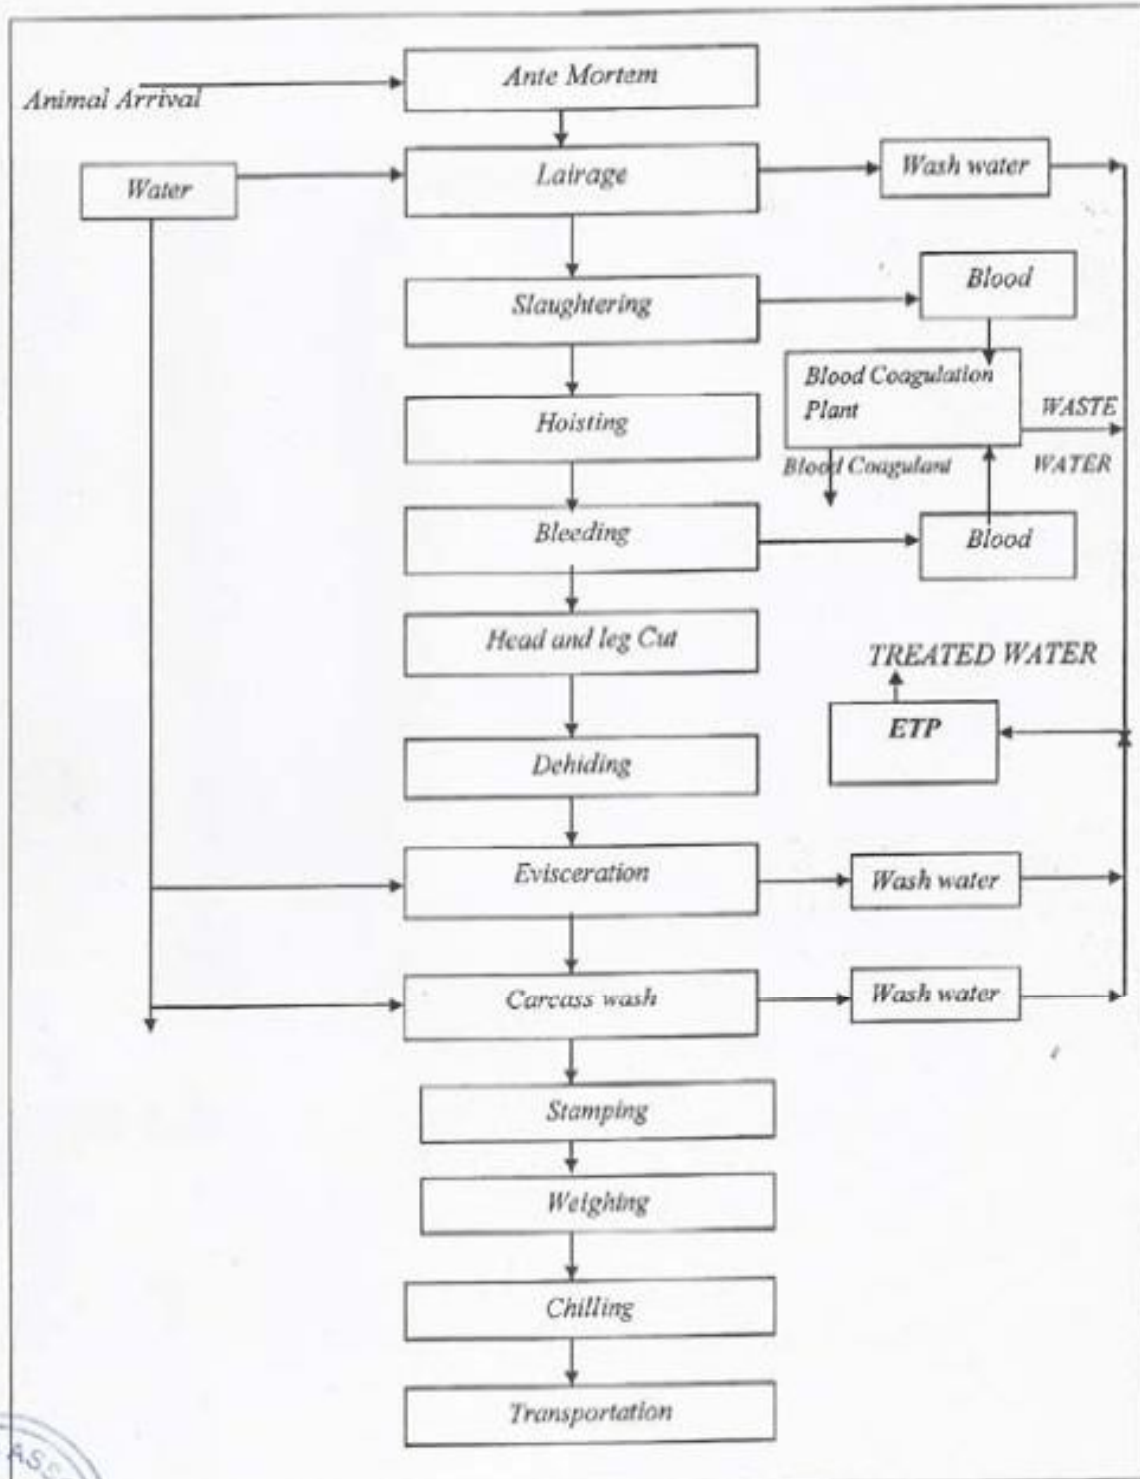 Ante Mortem
Animal Arrival
Water
Lairage
Wash water
Slaughtering
Blood
Blood Coagulation
Plant
WASTE
Hoisting
Blood Coagulant
WATER
Bleeding
Blood
Head and leg Cut
TREATED WATER
ETP
Dehiding
Evisceration
Wash water
Carcass wash
Wash water
Stamping
Weighing
Chilling
Transportation
ASS